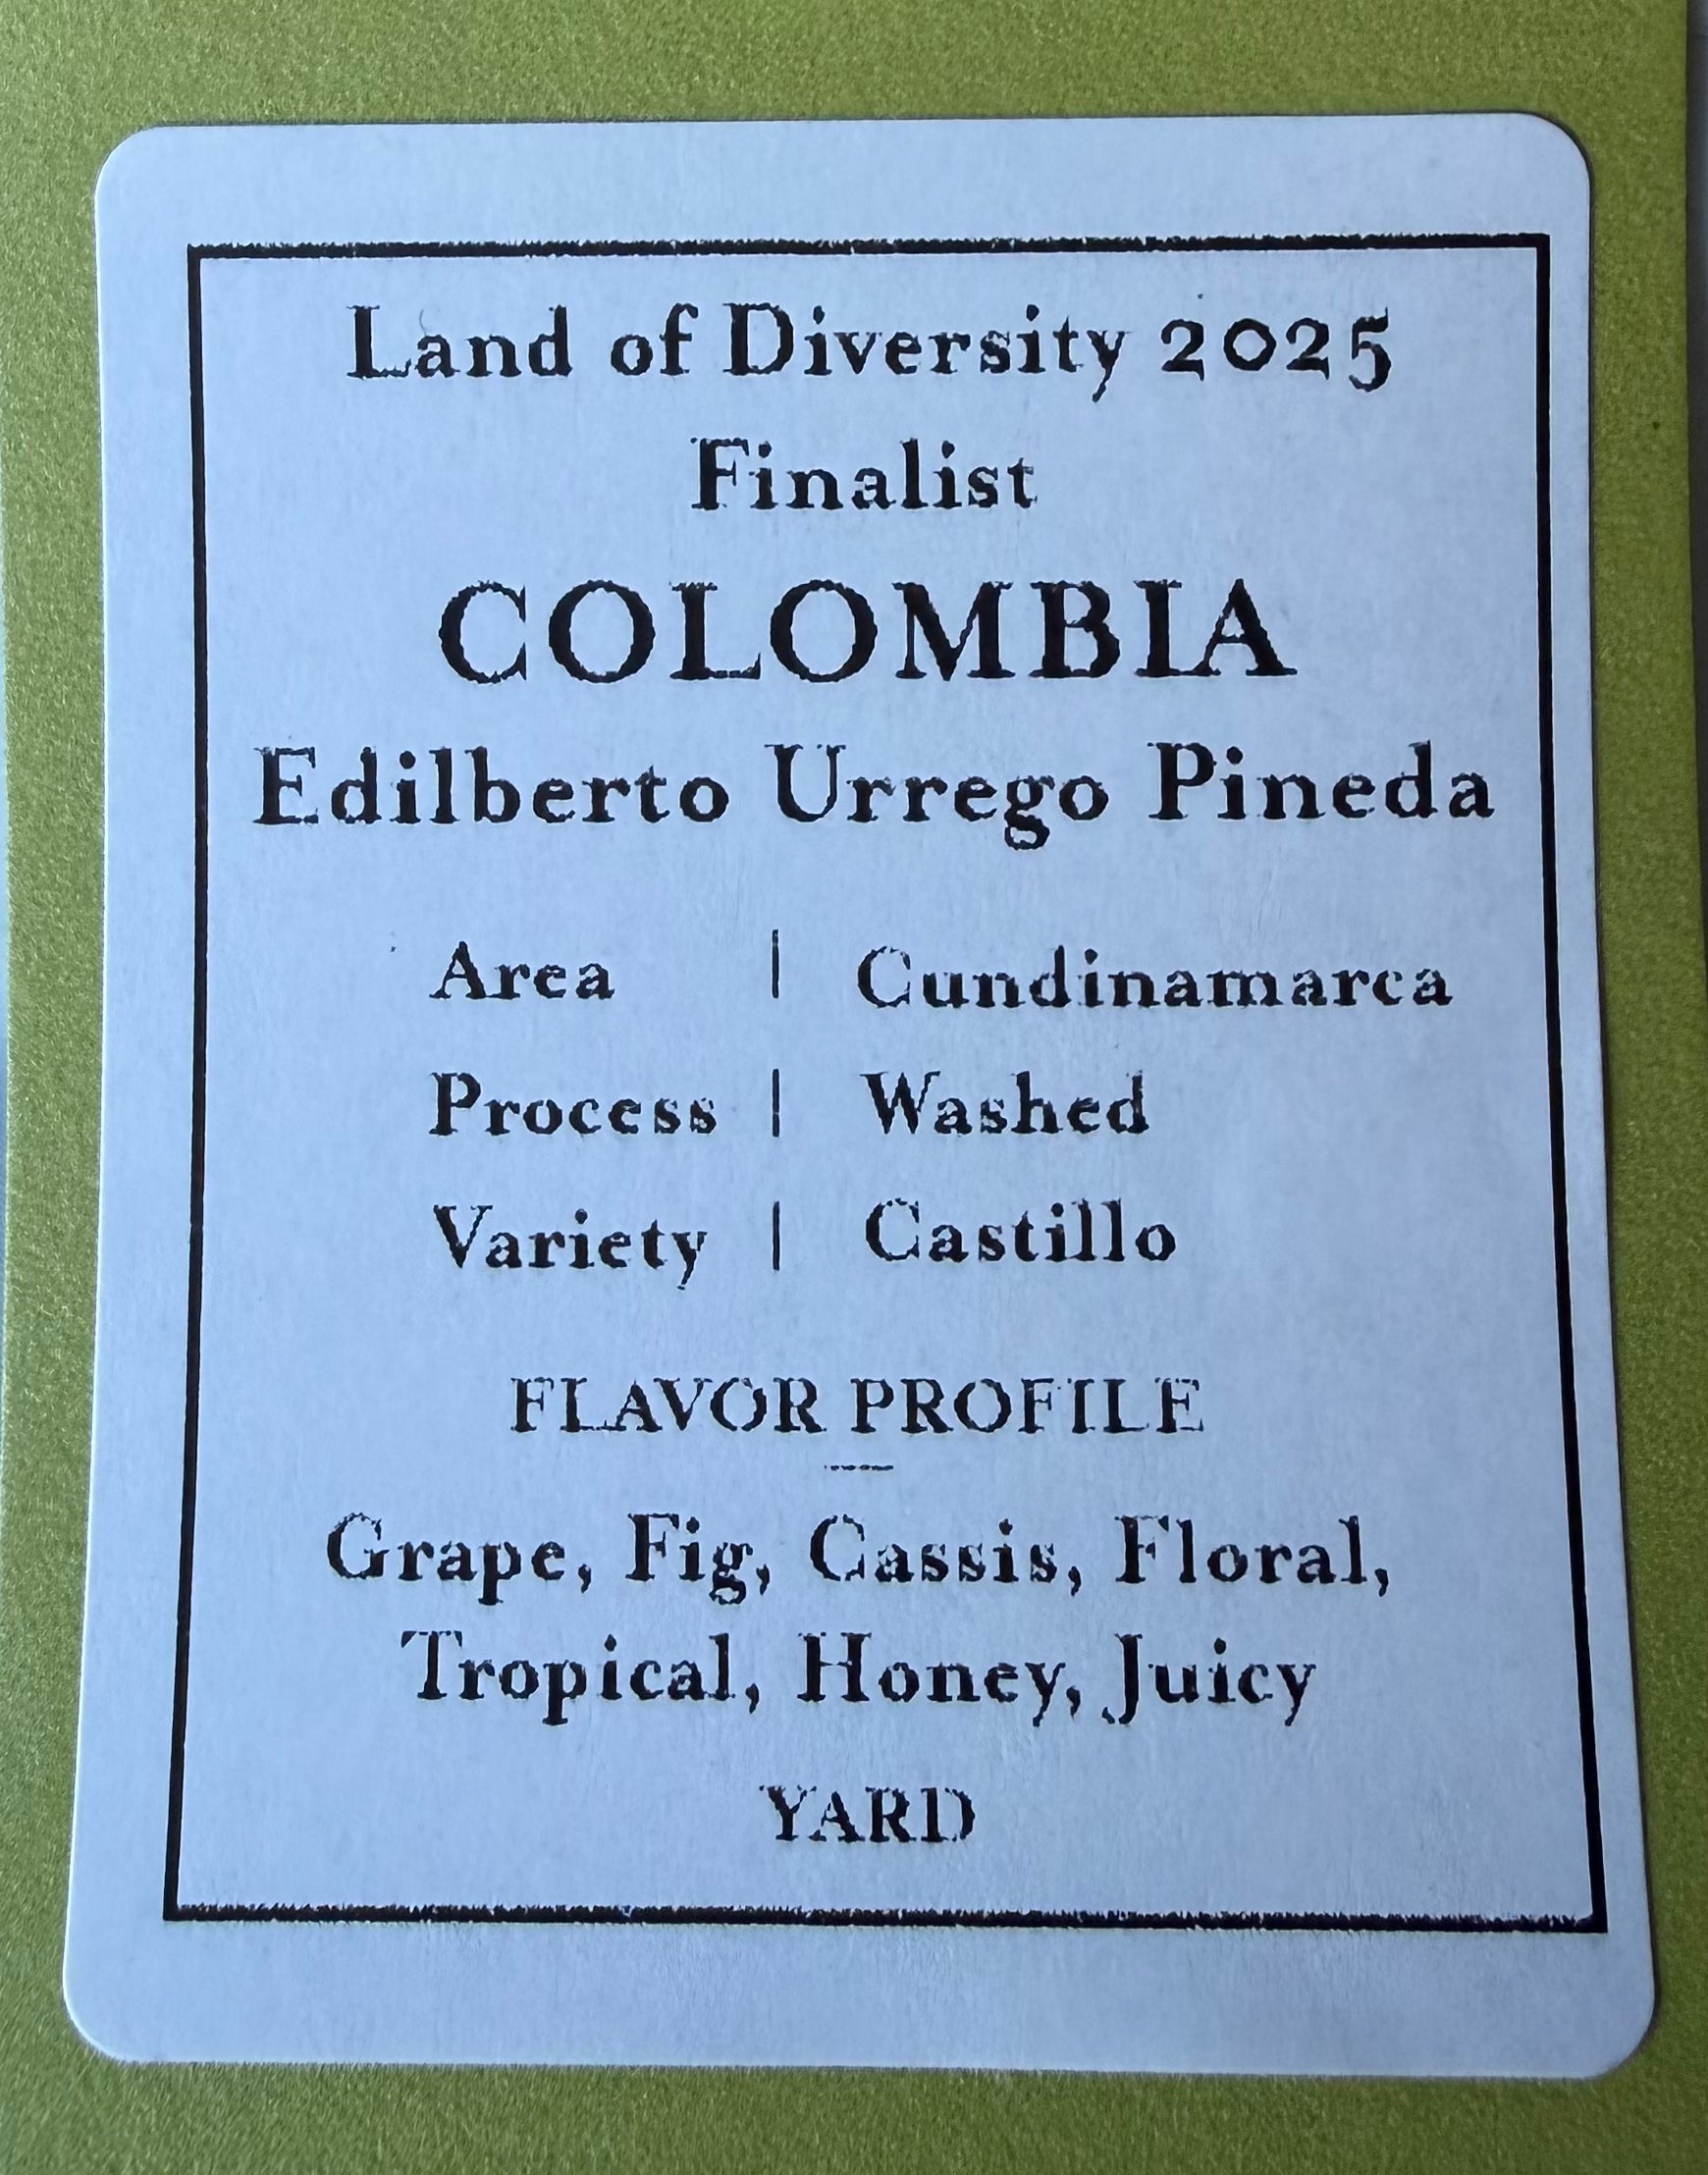 Land of Diversity 2025
Finalist
COLOMBIA
Edilberto Urrego Pineda
Area | Cundinamarca
Process | Washed
Variety | Castillo
FLAVOR PROFILE
Grape, Fig, Cassis, Floral,
Tropical, Honey, Juicy
YARD